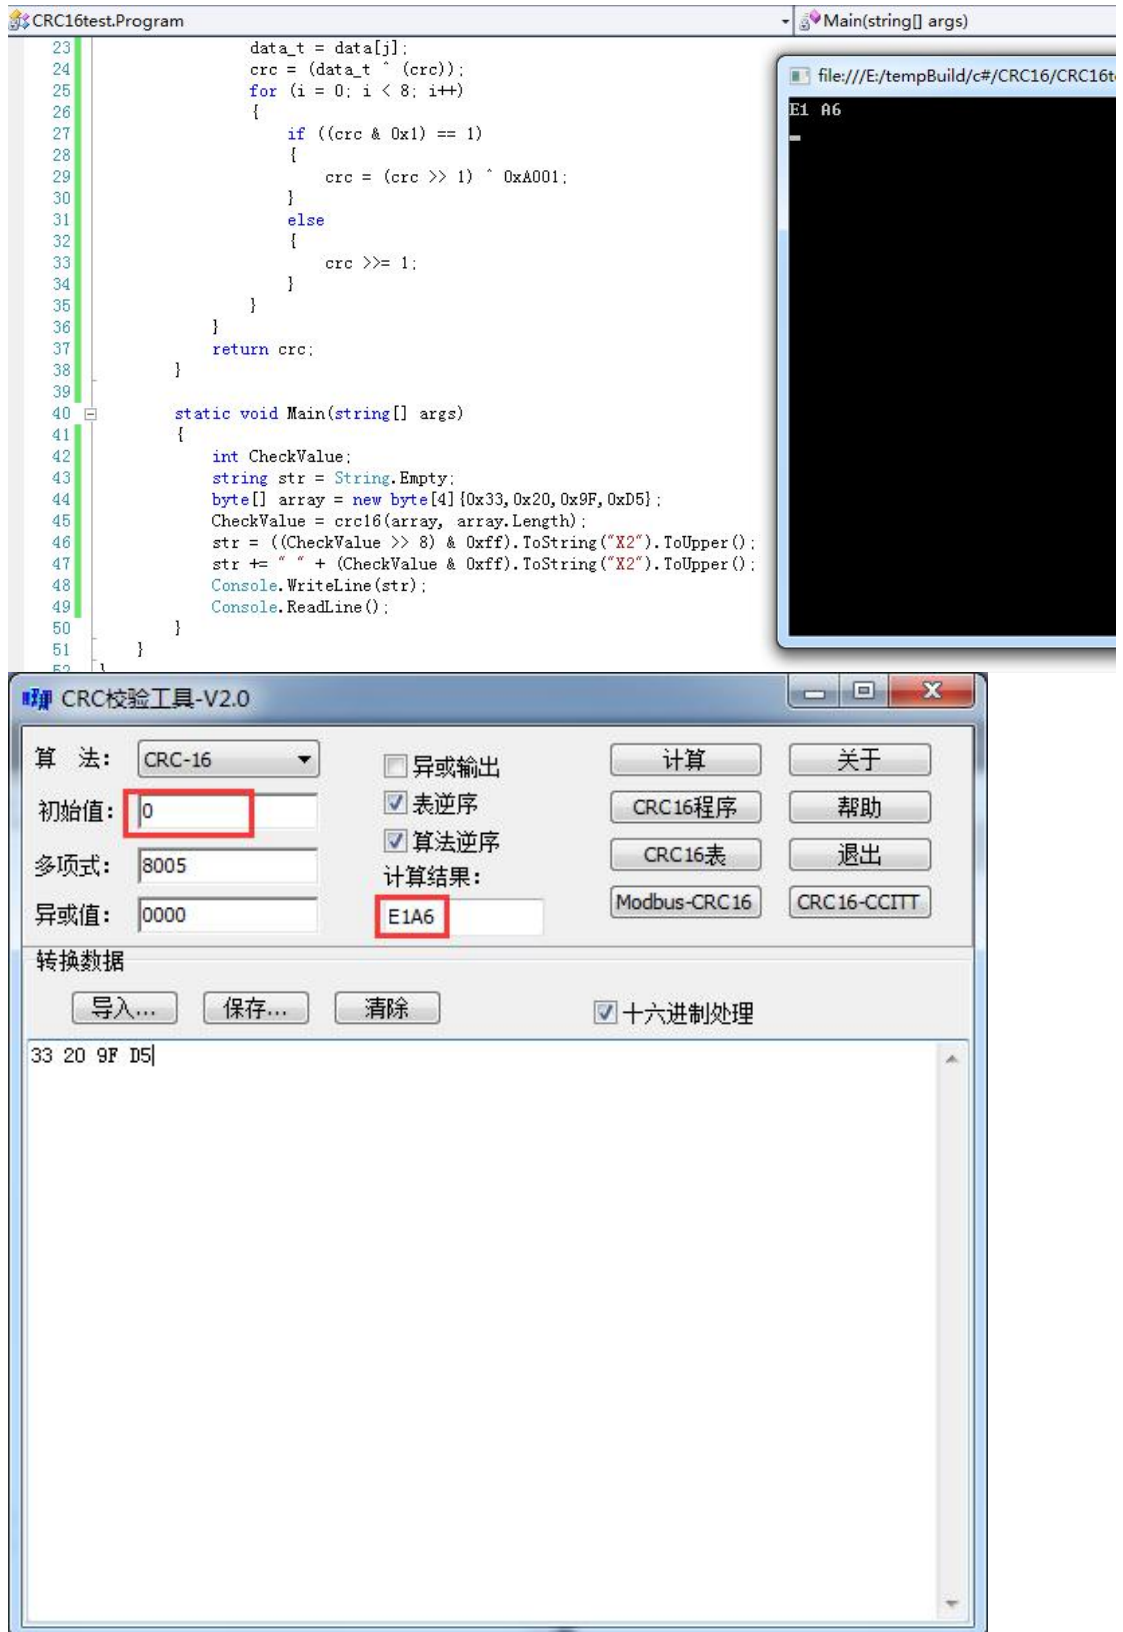 CRC16test.Program
Main(string[] args)
23 data_t = data[j];
24 crc = (data_t ^ (crc));
25 for (i = 0; i < 8; i++)
26 {
27 if ((crc & 0x1) == 1)
28 {
29 crc = (crc >> 1) ^ 0xA001;
30 }
31 else
32 {
33 crc >>= 1;
34 }
35 }
36 }
37 return crc;
38 }
39
40 static void Main(string[] args)
41 {
42 int CheckValue;
43 string str = String.Empty;
44 byte[] array = new byte[4]{0x33,0x20,0x9F,0xD5};
45 CheckValue = crc16(array, array.Length);
46 str = ((CheckValue >> 8) & 0xff).ToString("X2").ToUpper();
47 str += " " + (CheckValue & 0xff).ToString("X2").ToUpper();
48 Console.WriteLine(str);
49 Console.ReadLine();
50 }
51 }
52 }
file:///E:/tempBuild/c#/CRC16/CRC16te
E1 A6
CRC校验工具-V2.0
算 法: CRC-16
初始值: 0
多项式: 8005
异或值: 0000
异或输出
表逆序
算法逆序
计算结果:
E1A6
计算 关于
CRC16程序 帮助
CRC16表 退出
Modbus-CRC16 CRC16-CCITT
转换数据
导入... 保存... 清除 十六进制处理
33 20 9F D5